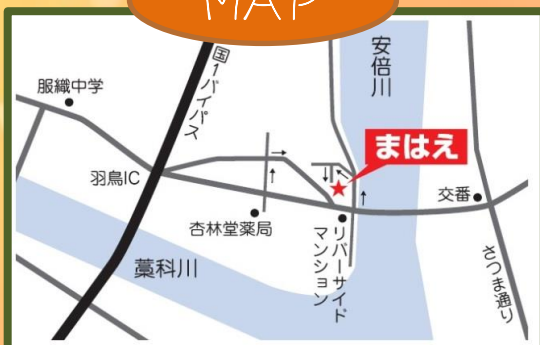 MAP
国1バイパス
安倍川
服織中学
まはえ
羽鳥IC
交番
杏林堂薬局
リバーサイド
マンション
藁科川
さつま通り